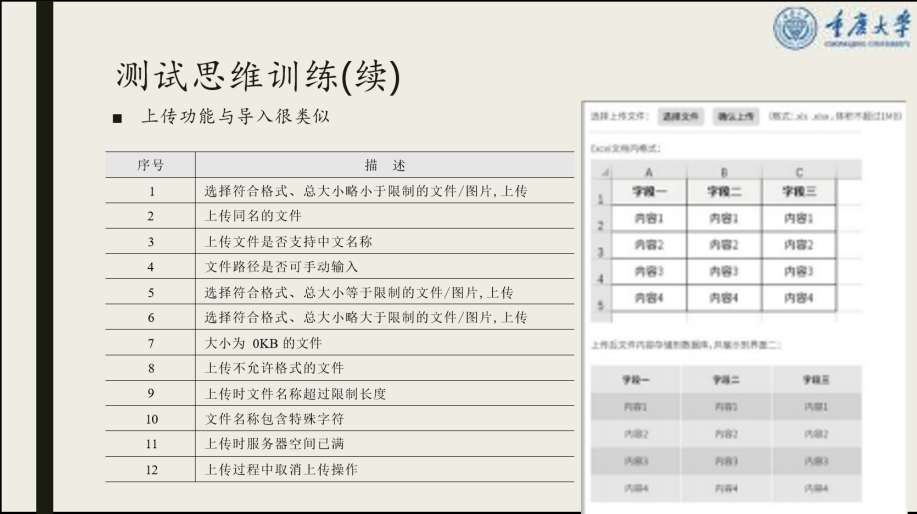 重庆大学
CHONGQING UNIVERSITY
测试思维训练(续)
■ 上传功能与导入很类似
序号 描 述
1 选择符合格式、总大小略小于限制的文件/图片,上传
2 上传同名的文件
3 上传文件是否支持中文名称
4 文件路径是否可手动输入
5 选择符合格式、总大小等于限制的文件/图片,上传
6 选择符合格式、总大小略大于限制的文件/图片,上传
7 大小为 0KB 的文件
8 上传不允许格式的文件
9 上传时文件名称超过限制长度
10 文件名称包含特殊字符
11 上传时服务器空间已满
12 上传过程中取消上传操作
选择上传文件: 选择文件 确认上传 (格式:.xls .xlsx,体积不超过1MB)
Excel文档内格式:
A B C
1 字段一 字段二 字段三
2 内容1 内容1 内容1
3 内容2 内容2 内容2
4 内容3 内容3 内容3
5 内容4 内容4 内容4
上传后文件内容存储到数据库,并展示到界面二:
字段一 字段二 字段三
内容1 内容1 内容1
内容2 内容2 内容2
内容3 内容3 内容3
内容4 内容4 内容4